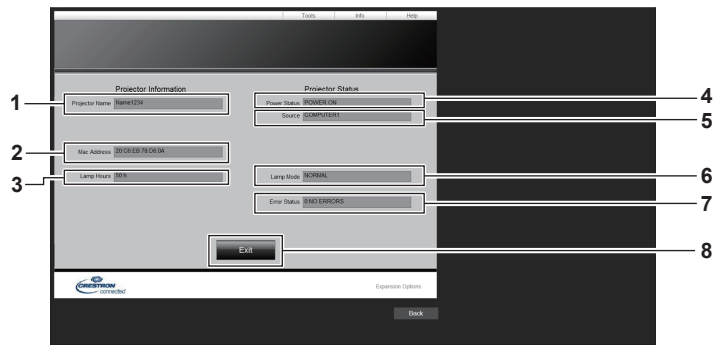 Tools Info Help
Projector Information Projector Status
1 Projector Name Name1234 Power Status POWER ON 4
Source COMPUTER1 5
2 Mac Address 20:C6:EB:78:D6:0A
3 Lamp Hours 60 h Lamp Mode NORMAL 6
Error Status 0:NO ERRORS 7
Exit 8
CRESTRON connected Expansion Options
Back